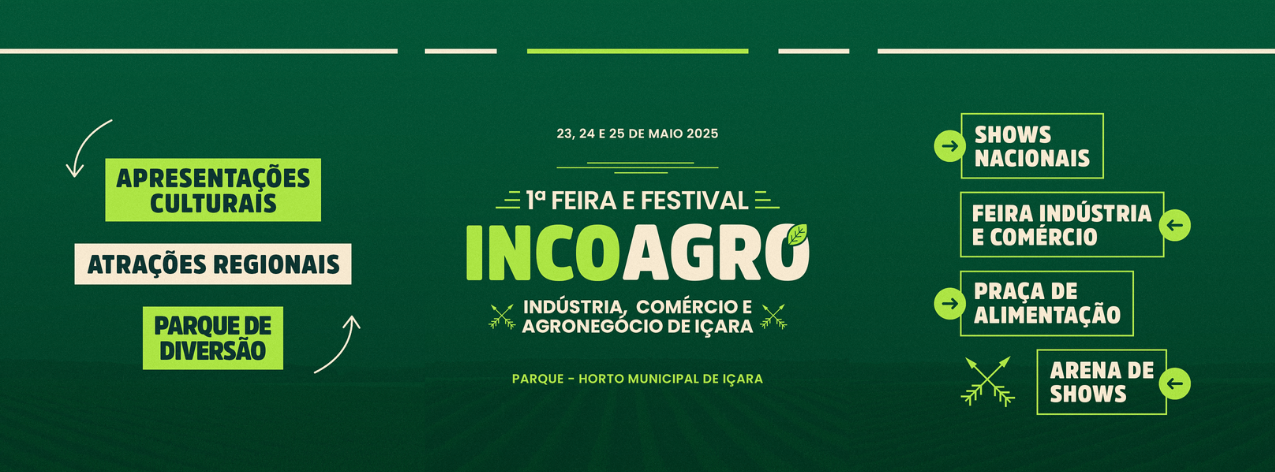 APRESENTAÇÕES
CULTURAIS
ATRAÇÕES REGIONAIS
PARQUE DE
DIVERSÃO
23, 24 E 25 DE MAIO 2025
1ª FEIRA E FESTIVAL
INCOAGRO
INDÚSTRIA, COMÉRCIO E
AGRONEGÓCIO DE IÇARA
PARQUE - HORTO MUNICIPAL DE IÇARA
SHOWS
NACIONAIS
FEIRA INDÚSTRIA
E COMÉRCIO
PRAÇA DE
ALIMENTAÇÃO
ARENA DE
SHOWS